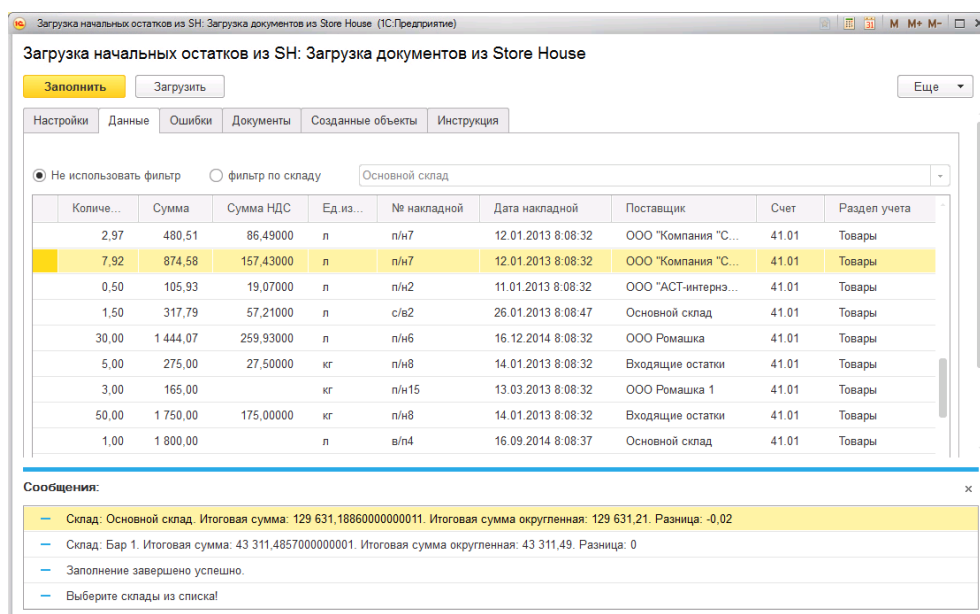 Загрузка начальных остатков из SH: Загрузка документов из Store House (1С:Предприятие)
M M+ M-
Загрузка начальных остатков из SH: Загрузка документов из Store House
Заполнить Загрузить Еще
Настройки Данные Ошибки Документы Созданные объекты Инструкция
Не использовать фильтр фильтр по складу Основной склад
Количе... Сумма Сумма НДС Ед.из... № накладной Дата накладной Поставщик Счет Раздел учета
2,97 480,51 86,49000 л п/н7 12.01.2013 8:08:32 ООО "Компания "С... 41.01 Товары
7,92 874,58 157,43000 л п/н7 12.01.2013 8:08:32 ООО "Компания "С... 41.01 Товары
0,50 105,93 19,07000 л п/н2 11.01.2013 8:08:32 ООО "АСТ-интернэ... 41.01 Товары
1,50 317,79 57,21000 л с/в2 26.01.2013 8:08:47 Основной склад 41.01 Товары
30,00 1 444,07 259,93000 л п/н6 16.12.2014 8:08:32 ООО Ромашка 41.01 Товары
5,00 275,00 27,50000 кг п/н8 14.01.2013 8:08:32 Входящие остатки 41.01 Товары
3,00 165,00 кг п/н15 13.03.2013 8:08:32 ООО Ромашка 1 41.01 Товары
50,00 1 750,00 175,00000 кг п/н8 14.01.2013 8:08:32 Входящие остатки 41.01 Товары
1,00 1 800,00 л в/п4 16.09.2014 8:08:37 Основной склад 41.01 Товары
Сообщения:
Склад: Основной склад. Итоговая сумма: 129 631,18860000000011. Итоговая сумма округленная: 129 631,21. Разница: -0,02
Склад: Бар 1. Итоговая сумма: 43 311,4857000000001. Итоговая сумма округленная: 43 311,49. Разница: 0
Заполнение завершено успешно.
Выберите склады из списка!